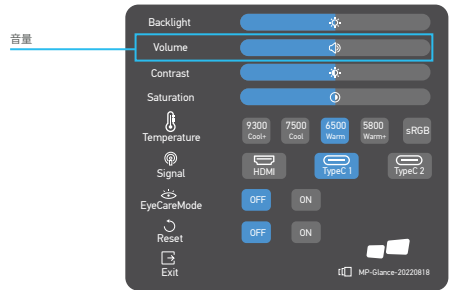 音量
Backlight
Volume
Contrast
Saturation
Temperature
9300 7500 6500 5800 sRGB
Cool+ Cool Warm Warm+
Signal
HDMI TypeC 1 TypeC 2
EyeCareMode
OFF ON
Reset
OFF ON
Exit
MP-Glance-20220818